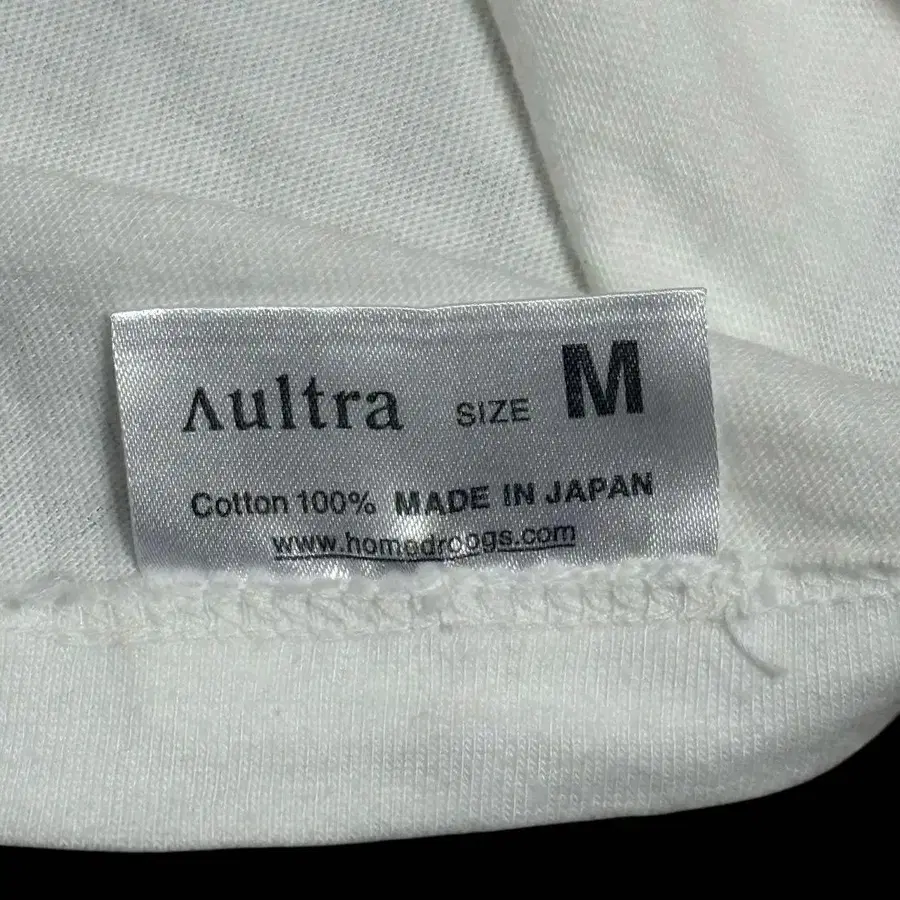 Λultra SIZE M
Cotton 100% MADE IN JAPAN
www.homedroogs.com